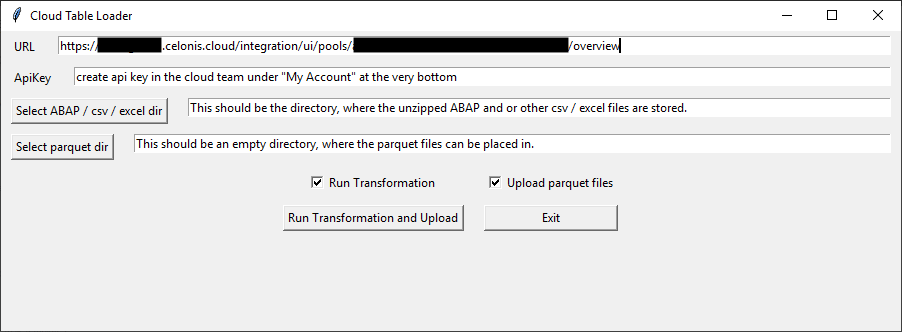 Cloud Table Loader
URL https://.celonis.cloud/integration/ui/pools//overview
ApiKey create api key in the cloud team under "My Account" at the very bottom
Select ABAP / csv / excel dir This should be the directory, where the unzipped ABAP and or other csv / excel files are stored.
Select parquet dir This should be an empty directory, where the parquet files can be placed in.
Run Transformation Upload parquet files
Run Transformation and Upload Exit